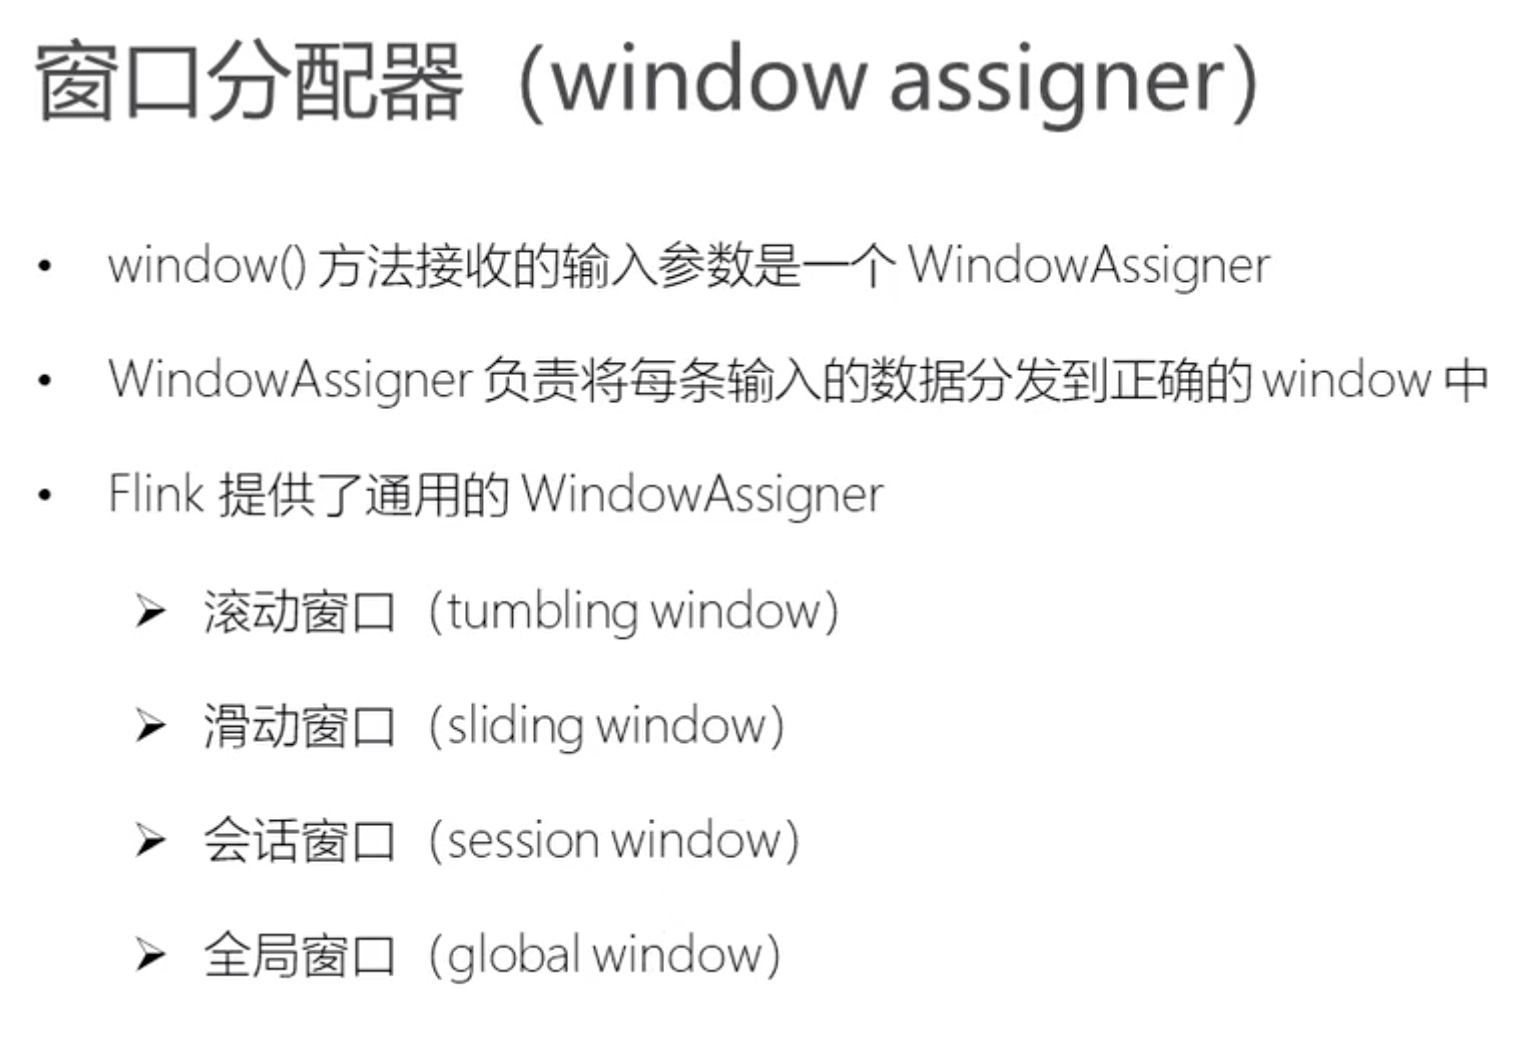 窗口分配器（window assigner）
• window() 方法接收的输入参数是一个 WindowAssigner
• WindowAssigner 负责将每条输入的数据分发到正确的 window 中
• Flink 提供了通用的 WindowAssigner
➢ 滚动窗口（tumbling window）
➢ 滑动窗口（sliding window）
➢ 会话窗口（session window）
➢ 全局窗口（global window）